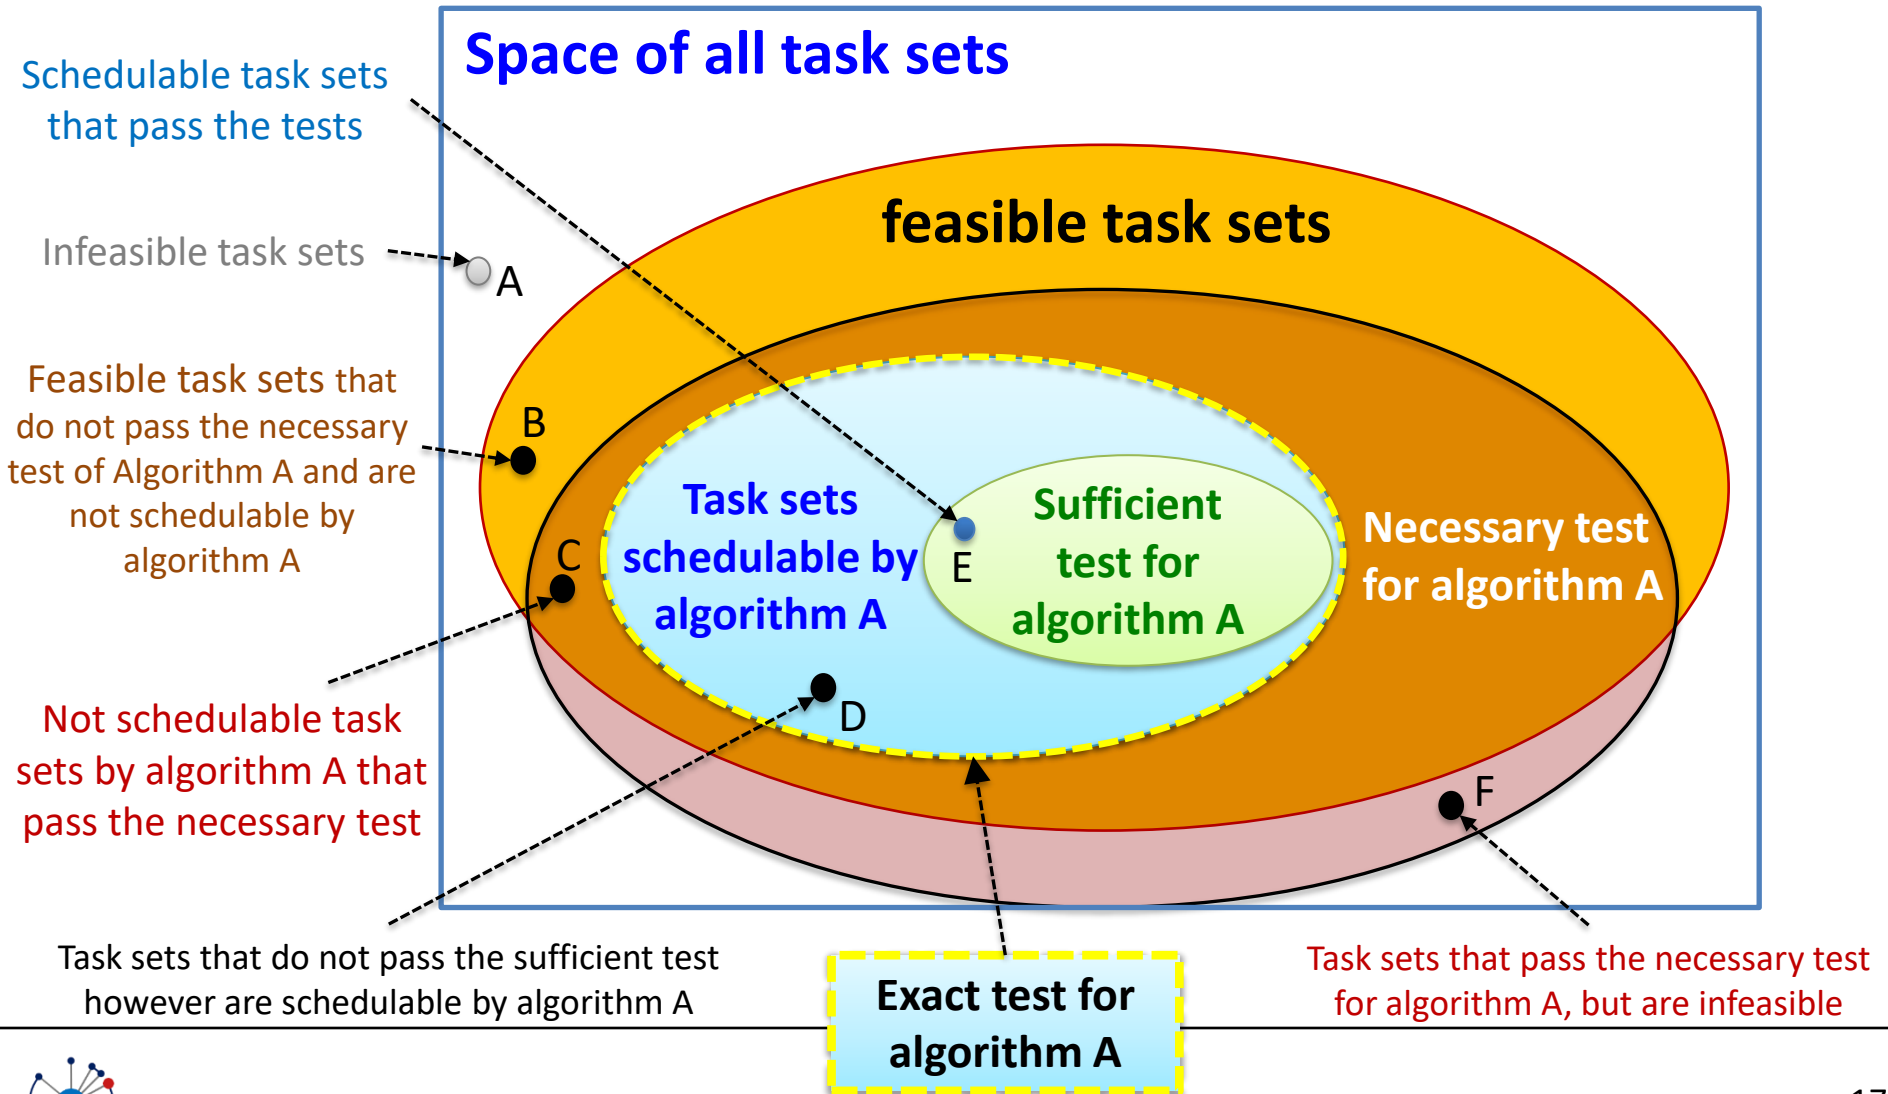 Space of all task sets
Schedulable task sets
that pass the tests
feasible task sets
Infeasible task sets
A
Feasible task sets that
do not pass the necessary
test of Algorithm A and are
not schedulable by
algorithm A
B
C
Task sets
schedulable by
algorithm A
E
Sufficient
test for
algorithm A
Necessary test
for algorithm A
D
Not schedulable task
sets by algorithm A that
pass the necessary test
F
Task sets that do not pass the sufficient test
however are schedulable by algorithm A
Exact test for
algorithm A
Task sets that pass the necessary test
for algorithm A, but are infeasible
17